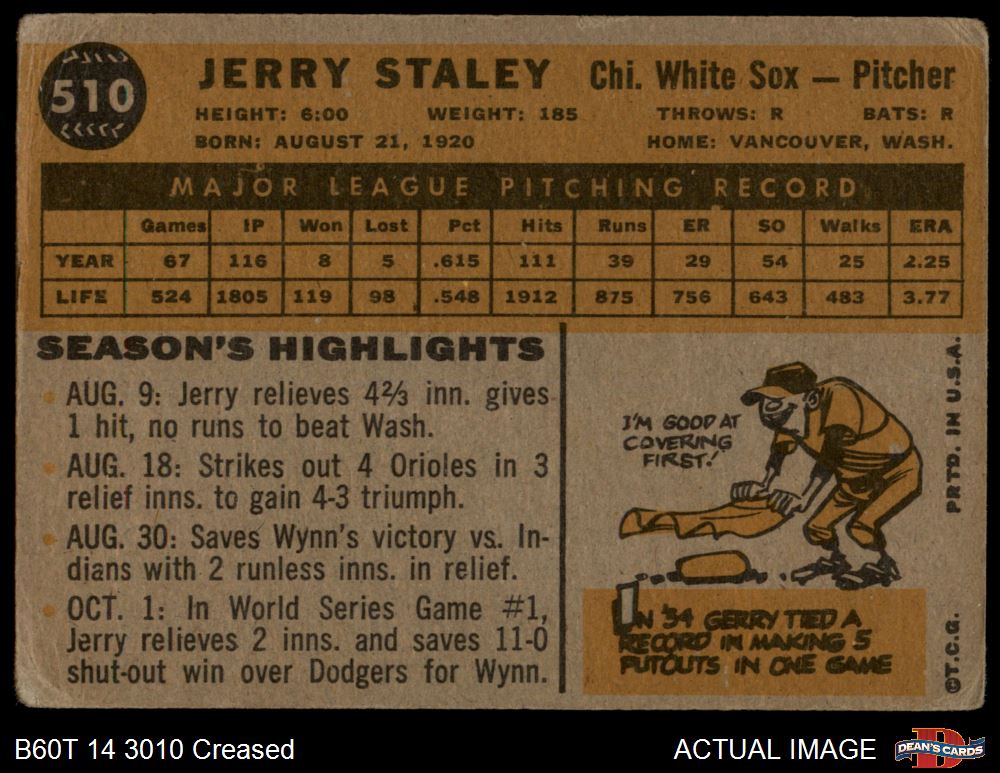 510
JERRY STALEY Chi. White Sox — Pitcher
HEIGHT: 6:00 WEIGHT: 185 THROWS: R BATS: R
BORN: AUGUST 21, 1920 HOME: VANCOUVER, WASH.
MAJOR LEAGUE PITCHING RECORD
Games IP Won Lost Pct Hits Runs ER SO Walks ERA
YEAR 67 116 8 5 .615 111 39 29 54 25 2.25
LIFE 524 1805 119 98 .548 1912 875 756 643 483 3.77
SEASON'S HIGHLIGHTS
• AUG. 9: Jerry relieves 4⅔ inn. gives
1 hit, no runs to beat Wash.
• AUG. 18: Strikes out 4 Orioles in 3
relief inns. to gain 4-3 triumph.
• AUG. 30: Saves Wynn's victory vs. In-
dians with 2 runless inns. in relief.
• OCT. 1: In World Series Game #1,
Jerry relieves 2 inns. and saves 11-0
shut-out win over Dodgers for Wynn.
I'M GOOD AT
COVERING
FIRST!
IN '54 GERRY TIED A
RECORD IN MAKING 5
PUTOUTS IN ONE GAME
©T.C.G. PRTD. IN U.S.A.
B60T 14 3010 Creased
ACTUAL IMAGE
DEAN'S CARDS